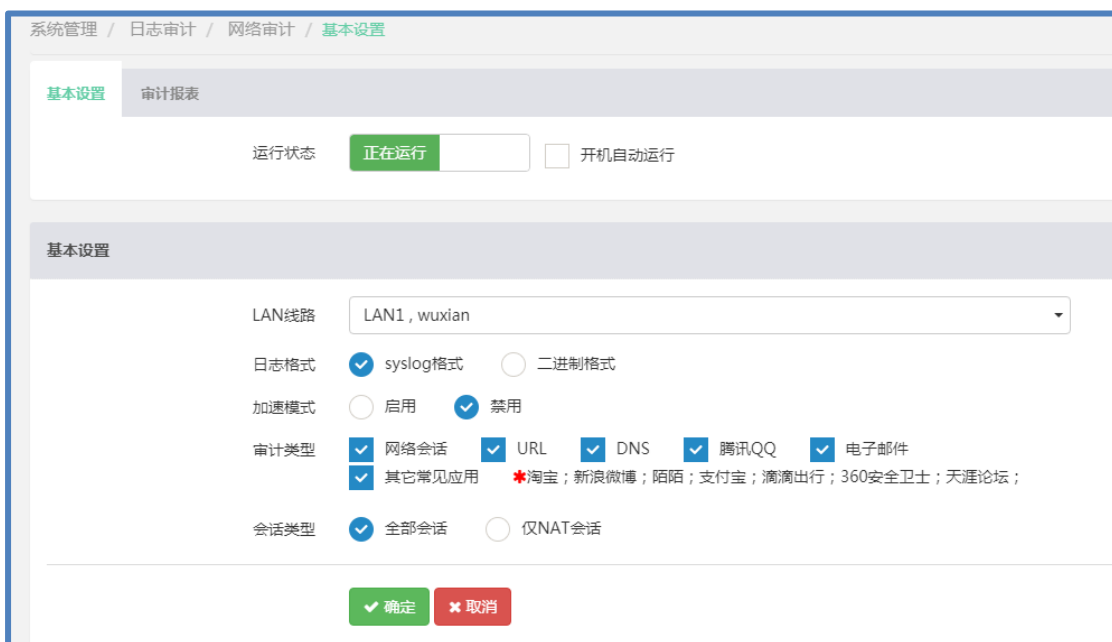 系统管理 / 日志审计 / 网络审计 / 基本设置
基本设置 审计报表
运行状态 正在运行 开机自动运行
基本设置
LAN线路 LAN1 , wuxian
日志格式 syslog格式 二进制格式
加速模式 启用 禁用
审计类型 网络会话 URL DNS 腾讯QQ 电子邮件
其它常见应用 *淘宝；新浪微博；陌陌；支付宝；滴滴出行；360安全卫士；天涯论坛；
会话类型 全部会话 仅NAT会话
确定 取消